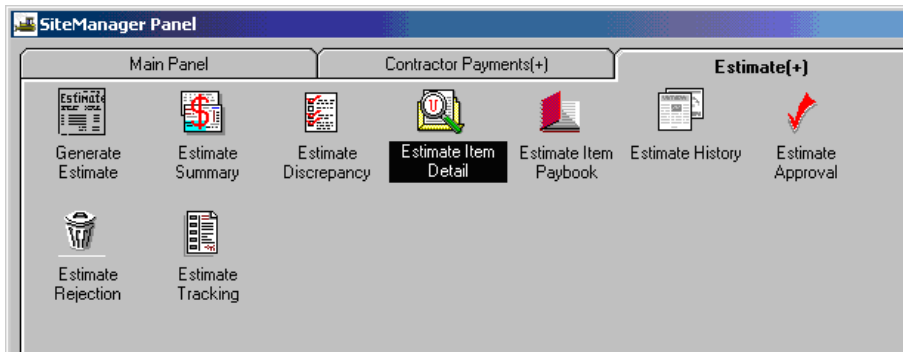 SiteManager Panel
Main Panel
Contractor Payments(+)
Estimate(+)
Estimate
Generate
Estimate
$
Estimate
Summary
Estimate
Discrepancy
U
Estimate Item
Detail
Estimate Item
Paybook
Estimate History
Estimate
Approval
Estimate
Rejection
Estimate
Tracking